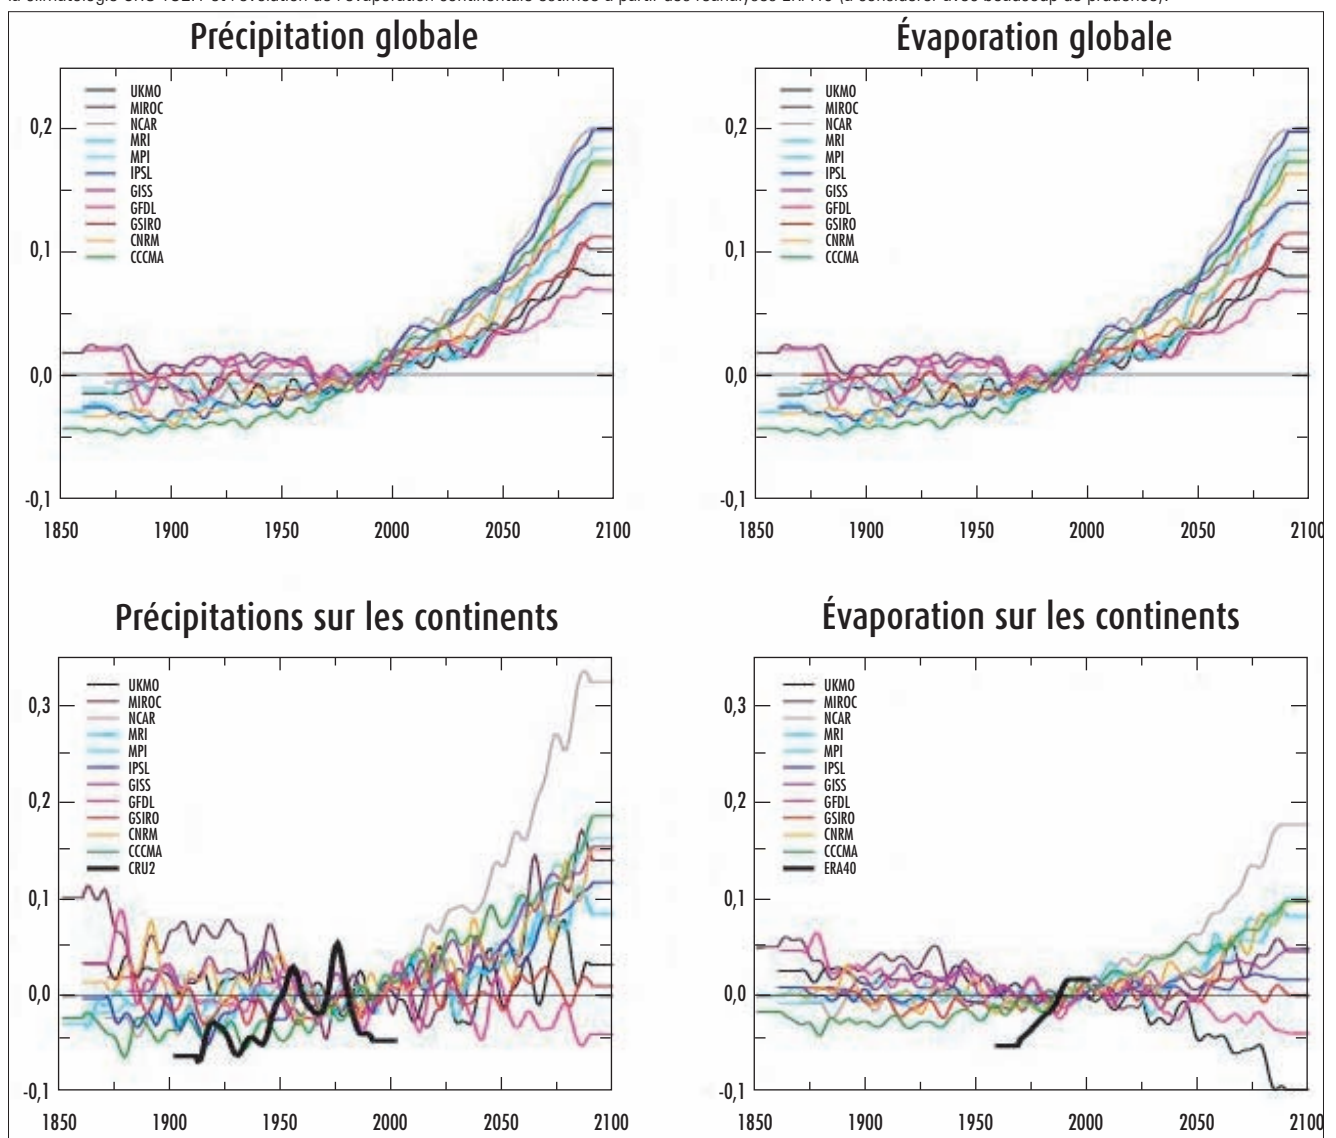 Précipitation globale
UKMO
MIROC
NCAR
MRI
MPI
IPSL
GISS
GFDL
GSIRO
CNRM
CCCMA
0,2
0,1
0,0
-0,1
1850 1900 1950 2000 2050 2100
Évaporation globale
UKMO
MIROC
NCAR
MRI
MPI
IPSL
GISS
GFDL
GSIRO
CNRM
CCCMA
0,2
0,1
0,0
-0,1
1850 1900 1950 2000 2050 2100
Précipitations sur les continents
UKMO
MIROC
NCAR
MRI
MPI
IPSL
GISS
GFDL
GSIRO
CNRM
CCCMA
CRU2
0,3
0,2
0,1
0,0
-0,1
1850 1900 1950 2000 2050 2100
Évaporation sur les continents
UKMO
MIROC
NCAR
MRI
MPI
IPSL
GISS
GFDL
GSIRO
CNRM
CCCMA
ERA40
0,3
0,2
0,1
0,0
-0,1
1850 1900 1950 2000 2050 2100